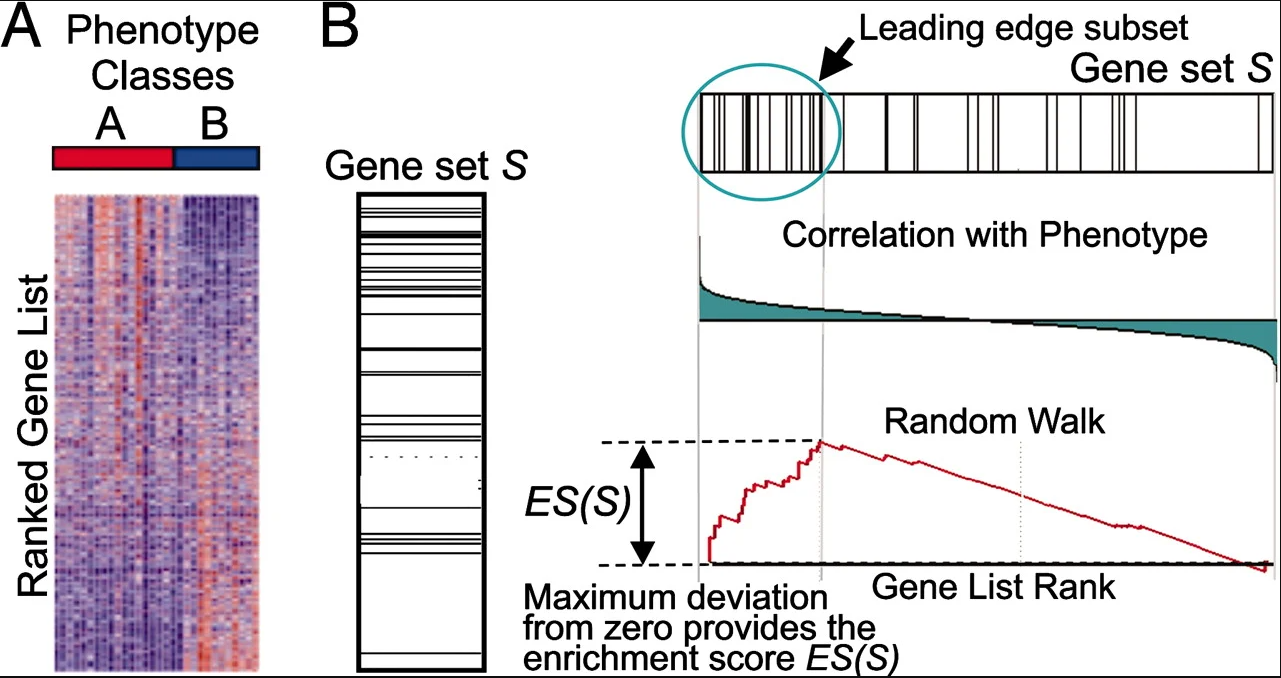 A
Phenotype
Classes
A B
Ranked Gene List
B
Gene set S
Leading edge subset
Gene set S
Correlation with Phenotype
Random Walk
ES(S)
Gene List Rank
Maximum deviation
from zero provides the
enrichment score ES(S)